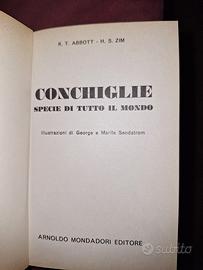 R. T. ABBOTT - H. S. ZIM
CONCHIGLIE
SPECIE DI TUTTO IL MONDO
Illustrazioni di George e Marita Sandström
ARNOLDO MONDADORI EDITORE
subito